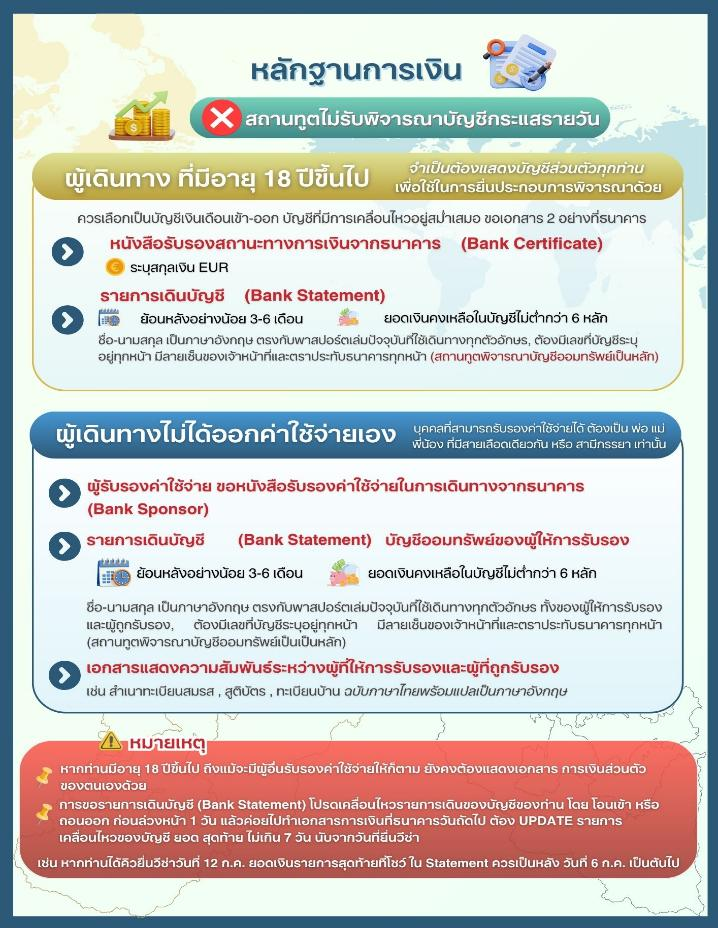 หลักฐานการเงิน
สถานทูตไม่รับพิจารณาบัญชีกระแสรายวัน
ผู้เดินทาง ที่มีอายุ 18 ปีขึ้นไป
จำเป็นต้องแสดงบัญชีส่วนตัวทุกท่าน
เพื่อใช้ในการยื่นประกอบการพิจารณาด้วย
ควรเลือกเป็นบัญชีเงินเดือนเข้า-ออก บัญชีที่มีการเคลื่อนไหวอยู่สม่ำเสมอ ขอเอกสาร 2 อย่างที่ธนาคาร
หนังสือรับรองสถานะทางการเงินจากธนาคาร (Bank Certificate)
ระบุสกุลเงิน EUR
รายการเดินบัญชี (Bank Statement)
ย้อนหลังอย่างน้อย 3-6 เดือน ยอดเงินคงเหลือในบัญชีไม่ต่ำกว่า 6 หลัก
ชื่อ-นามสกุล เป็นภาษาอังกฤษ ตรงกับพาสปอร์ตเล่มปัจจุบันที่ใช้เดินทางทุกตัวอักษร, ต้องมีเลขที่บัญชีระบุ
อยู่ทุกหน้า มีลายเซ็นของเจ้าหน้าที่และตราประทับธนาคารทุกหน้า (สถานทูตพิจารณาบัญชีออมทรัพย์เป็นหลัก)
ผู้เดินทางไม่ได้ออกค่าใช้จ่ายเอง
บุคคลที่สามารถรับรองค่าใช้จ่ายได้ ต้องเป็น พ่อ แม่
พี่น้อง ที่มีสายเลือดเดียวกัน หรือ สามีภรรยา เท่านั้น
ผู้รับรองค่าใช้จ่าย ขอหนังสือรับรองค่าใช้จ่ายในการเดินทางจากธนาคาร
(Bank Sponsor)
รายการเดินบัญชี (Bank Statement) บัญชีออมทรัพย์ของผู้ให้การรับรอง
ย้อนหลังอย่างน้อย 3-6 เดือน ยอดเงินคงเหลือในบัญชีไม่ต่ำกว่า 6 หลัก
ชื่อ-นามสกุล เป็นภาษาอังกฤษ ตรงกับพาสปอร์ตเล่มปัจจุบันที่ใช้เดินทางทุกตัวอักษร ทั้งของผู้ให้การรับรอง
และผู้ถูกรับรอง, ต้องมีเลขที่บัญชีระบุอยู่ทุกหน้า มีลายเซ็นของเจ้าหน้าที่และตราประทับธนาคารทุกหน้า
(สถานทูตพิจารณาบัญชีออมทรัพย์เป็นเป็นหลัก)
เอกสารแสดงความสัมพันธ์ระหว่างผู้ที่ให้การรับรองและผู้ที่ถูกรับรอง
เช่น สำเนาทะเบียนสมรส , สูติบัตร , ทะเบียนบ้าน ฉบับภาษาไทยพร้อมแปลเป็นภาษาอังกฤษ
หมายเหตุ
หากท่านมีอายุ 18 ปีขึ้นไป ถึงแม้จะมีผู้อื่นรับรองค่าใช้จ่ายให้ก็ตาม ยังคงต้องแสดงเอกสาร การเงินส่วนตัว
ของตนเองด้วย
การขอรายการเดินบัญชี (Bank Statement) โปรดเคลื่อนไหวรายการเดินของบัญชีของท่าน โดย โอนเข้า หรือ
ถอนออก ก่อนล่วงหน้า 1 วัน แล้วค่อยไปทำเอกสารการเงินที่ธนาคารวันถัดไป ต้อง UPDATE รายการ
เคลื่อนไหวของบัญชี ยอด สุดท้าย ไม่เกิน 7 วัน นับจากวันที่ยื่นวีซ่า
เช่น หากท่านได้คิวยื่นวีซ่าวันที่ 12 ก.ค. ยอดเงินรายการสุดท้ายที่โชว์ ใน Statement ควรเป็นหลัง วันที่ 6 ก.ค. เป็นต้นไป